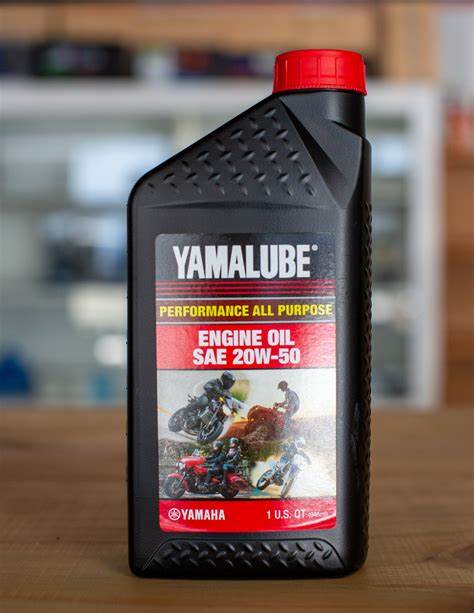 YAMALUBE®
PERFORMANCE ALL PURPOSE
ENGINE OIL
SAE 20W-50
YAMAHA
1 U.S. QT